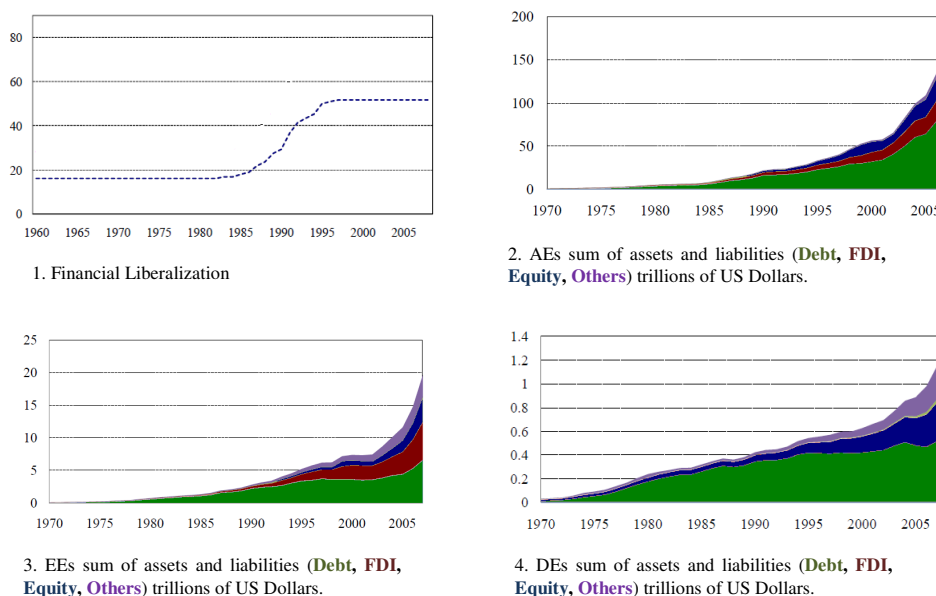 80
60
40
20
0
1960 1965 1970 1975 1980 1985 1990 1995 2000 2005
1. Financial Liberalization
200
150
100
50
0
1970 1975 1980 1985 1990 1995 2000 2005
2. AEs sum of assets and liabilities (Debt, FDI,
Equity, Others) trillions of US Dollars.
25
20
15
10
5
0
1970 1975 1980 1985 1990 1995 2000 2005
3. EEs sum of assets and liabilities (Debt, FDI,
Equity, Others) trillions of US Dollars.
1.4
1.2
1
0.8
0.6
0.4
0.2
0
1970 1975 1980 1985 1990 1995 2000 2005
4. DEs sum of assets and liabilities (Debt, FDI,
Equity, Others) trillions of US Dollars.